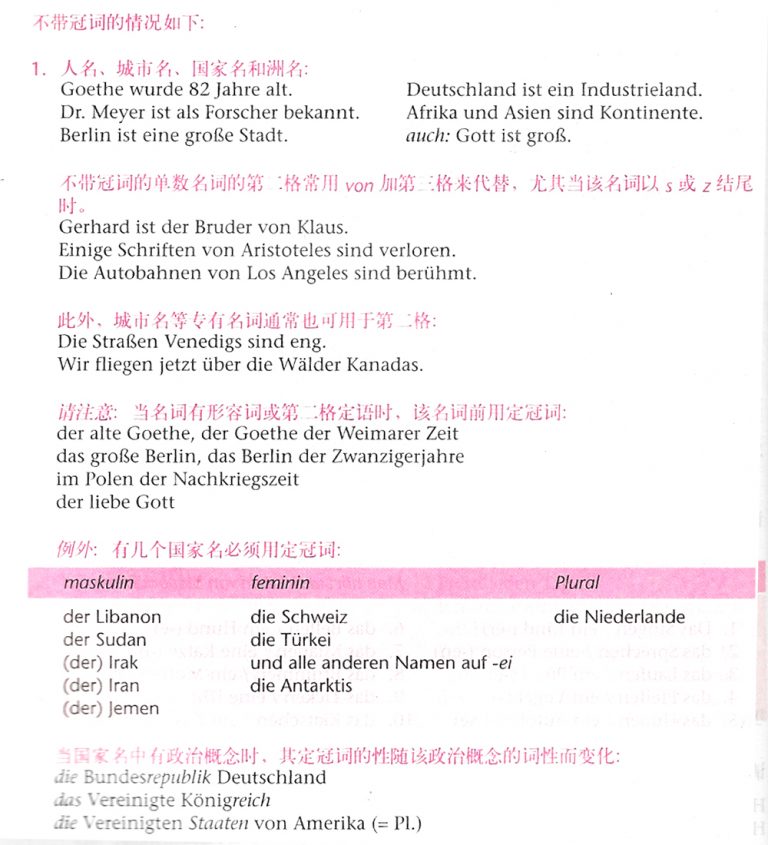 不带冠词的情况如下:
1. 人名、城市名、国家名和洲名:
Goethe wurde 82 Jahre alt.
Dr. Meyer ist als Forscher bekannt.
Berlin ist eine große Stadt.
Deutschland ist ein Industrieland.
Afrika und Asien sind Kontinente.
auch: Gott ist groß.
不带冠词的单数名词的第二格常用 von 加第三格来代替，尤其当该名词以 s 或 z 结尾
时。
Gerhard ist der Bruder von Klaus.
Einige Schriften von Aristoteles sind verloren.
Die Autobahnen von Los Angeles sind berühmt.
此外、城市名等专有名词通常也可用于第二格:
Die Straßen Venedigs sind eng.
Wir fliegen jetzt über die Wälder Kanadas.
请注意: 当名词有形容词或第二格定语时，该名词前用定冠词:
der alte Goethe, der Goethe der Weimarer Zeit
das große Berlin, das Berlin der Zwanzigerjahre
im Polen der Nachkriegszeit
der liebe Gott
例外: 有几个国家名必须用定冠词:
maskulin feminin Plural
der Libanon die Schweiz die Niederlande
der Sudan die Türkei
(der) Irak und alle anderen Namen auf -ei
(der) Iran die Antarktis
(der) Jemen
当国家名中有政治概念时，其定冠词的性随该政治概念的词性而变化:
die Bundesrepublik Deutschland
das Vereinigte Königreich
die Vereinigten Staaten von Amerika (= Pl.)